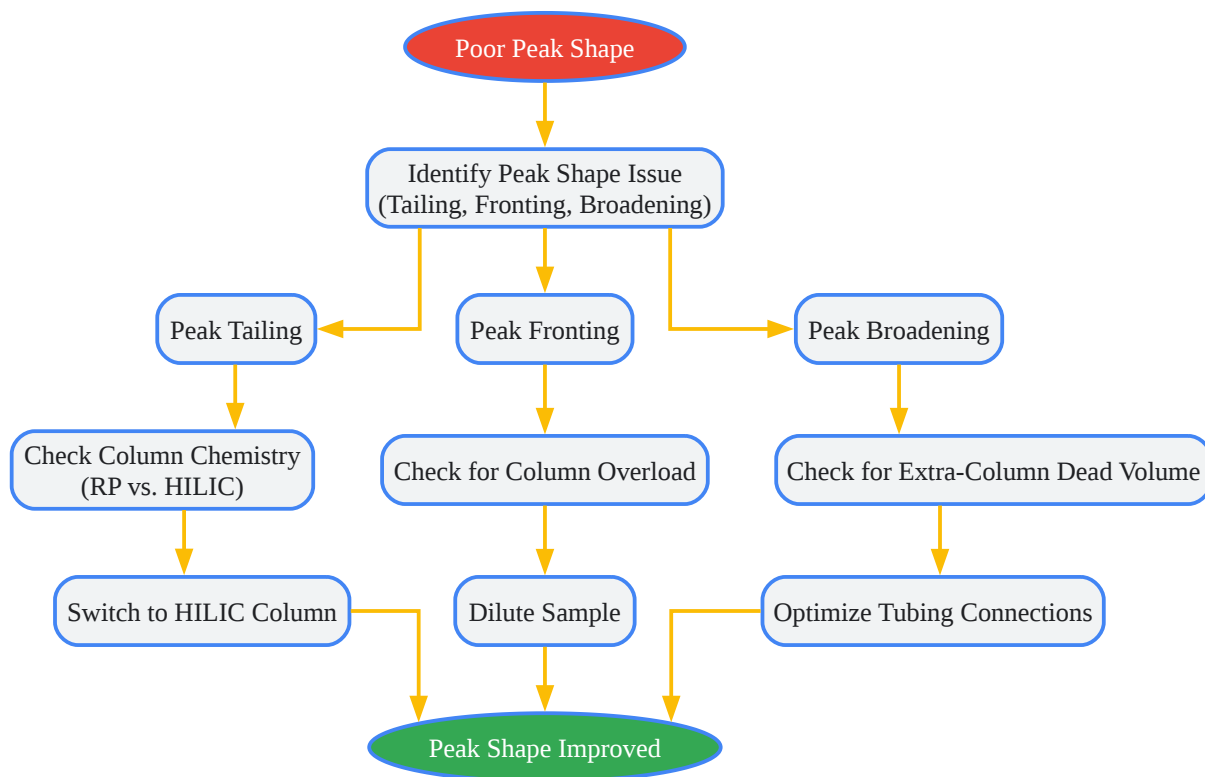 Poor Peak Shape
Identify Peak Shape Issue
(Tailing, Fronting, Broadening)
Peak Tailing
Peak Fronting
Peak Broadening
Check Column Chemistry
(RP vs. HILIC)
Check for Column Overload
Check for Extra-Column Dead Volume
Switch to HILIC Column
Dilute Sample
Optimize Tubing Connections
Peak Shape Improved